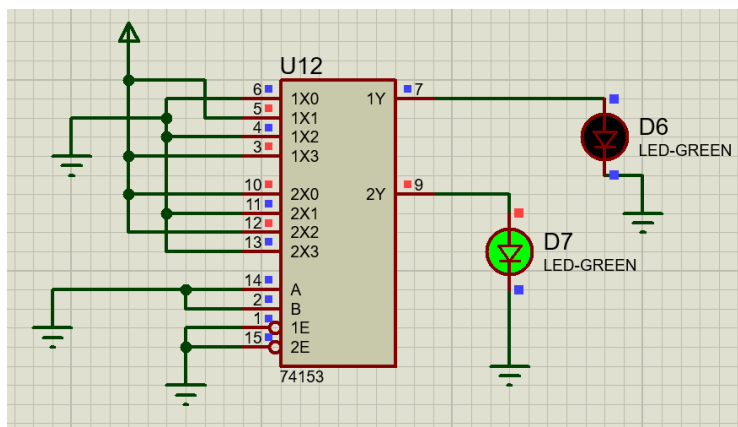 U12
6 1X0 1Y 7
5 1X1
4 1X2
3 1X3
10 2X0 2Y 9
11 2X1
12 2X2
13 2X3
14 A
2 B
1 1E
15 2E
74153
D6
LED-GREEN
D7
LED-GREEN